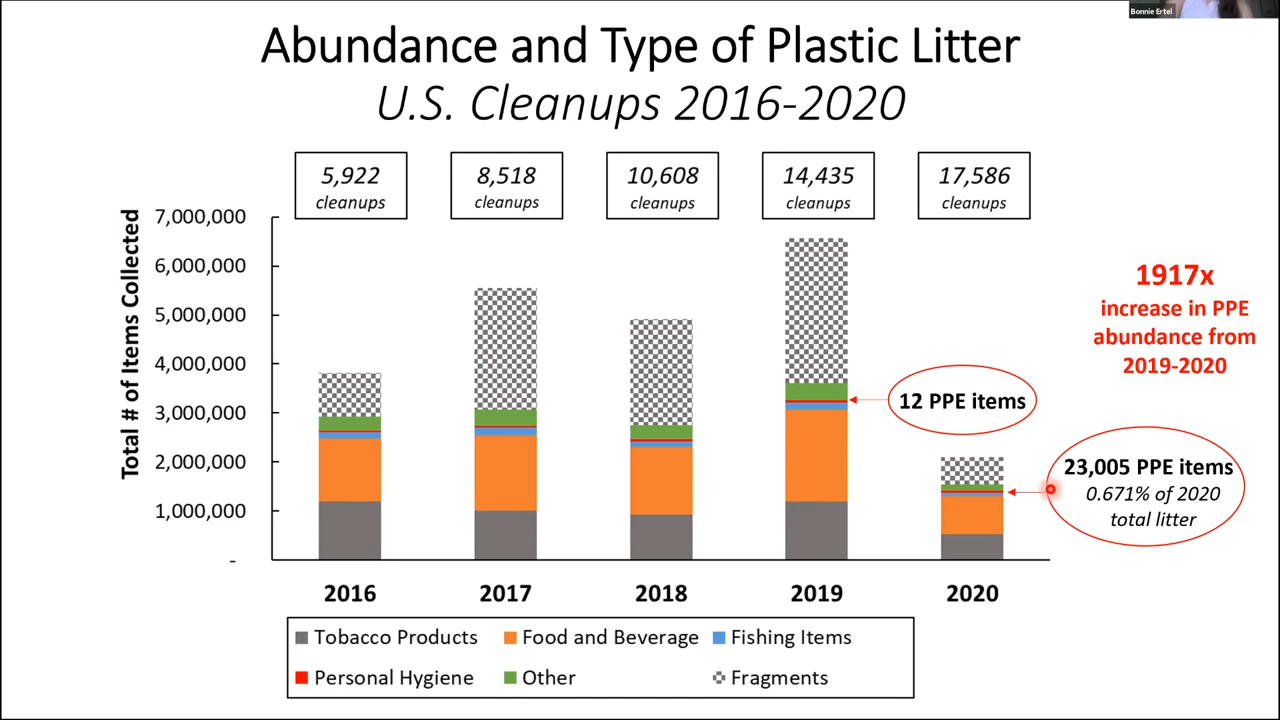 Bonnie Ertel
Abundance and Type of Plastic Litter
U.S. Cleanups 2016-2020
5,922
cleanups
8,518
cleanups
10,608
cleanups
14,435
cleanups
17,586
cleanups
Total # of Items Collected
7,000,000
6,000,000
5,000,000
4,000,000
3,000,000
2,000,000
1,000,000
-
1917x
increase in PPE
abundance from
2019-2020
12 PPE items
23,005 PPE items
0.671% of 2020
total litter
2016
2017
2018
2019
2020
Tobacco Products
Food and Beverage
Fishing Items
Personal Hygiene
Other
Fragments